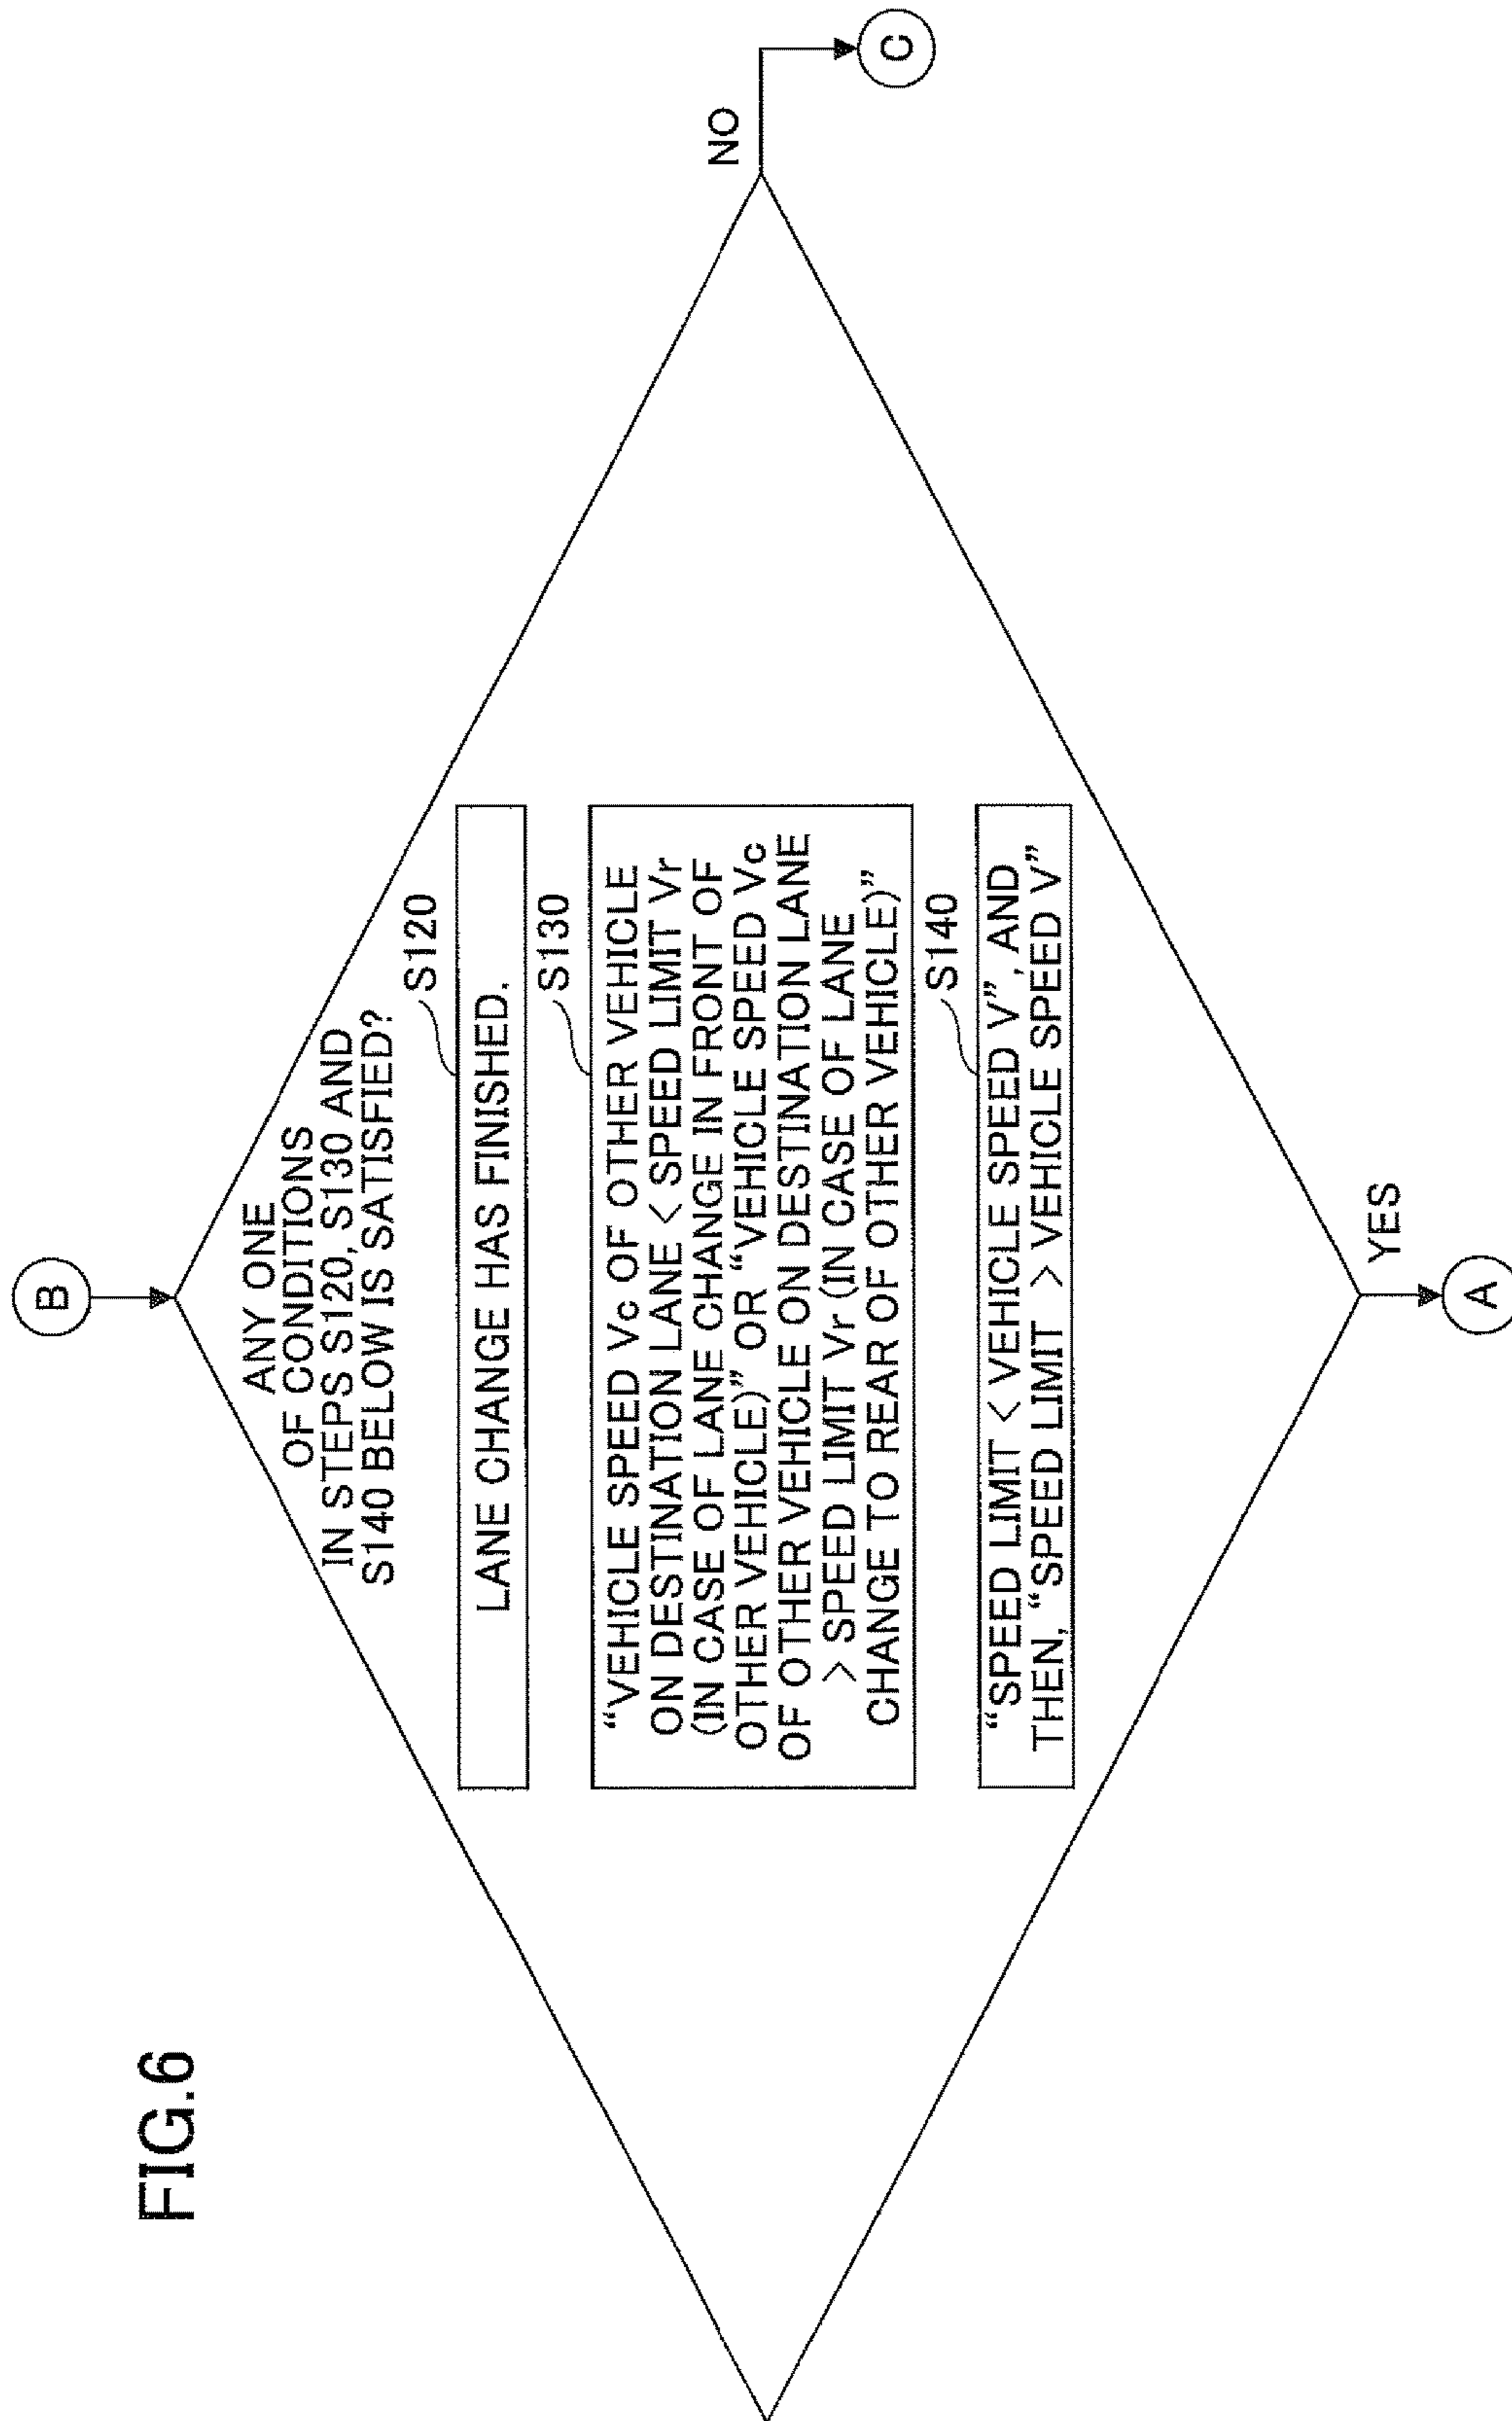 FIG.6
B
ANY ONE
OF CONDITIONS
IN STEPS S120, S130 AND
S140 BELOW IS SATISFIED?
S120
LANE CHANGE HAS FINISHED.
S130
“VEHICLE SPEED Vc OF OTHER VEHICLE
ON DESTINATION LANE < SPEED LIMIT Vr
(IN CASE OF LANE CHANGE IN FRONT OF
OTHER VEHICLE)” OR “VEHICLE SPEED Vc
OF OTHER VEHICLE ON DESTINATION LANE
> SPEED LIMIT Vr (IN CASE OF LANE
CHANGE TO REAR OF OTHER VEHICLE)”
S140
“SPEED LIMIT < VEHICLE SPEED V”, AND
THEN, “SPEED LIMIT > VEHICLE SPEED V”
NO
C
YES
A